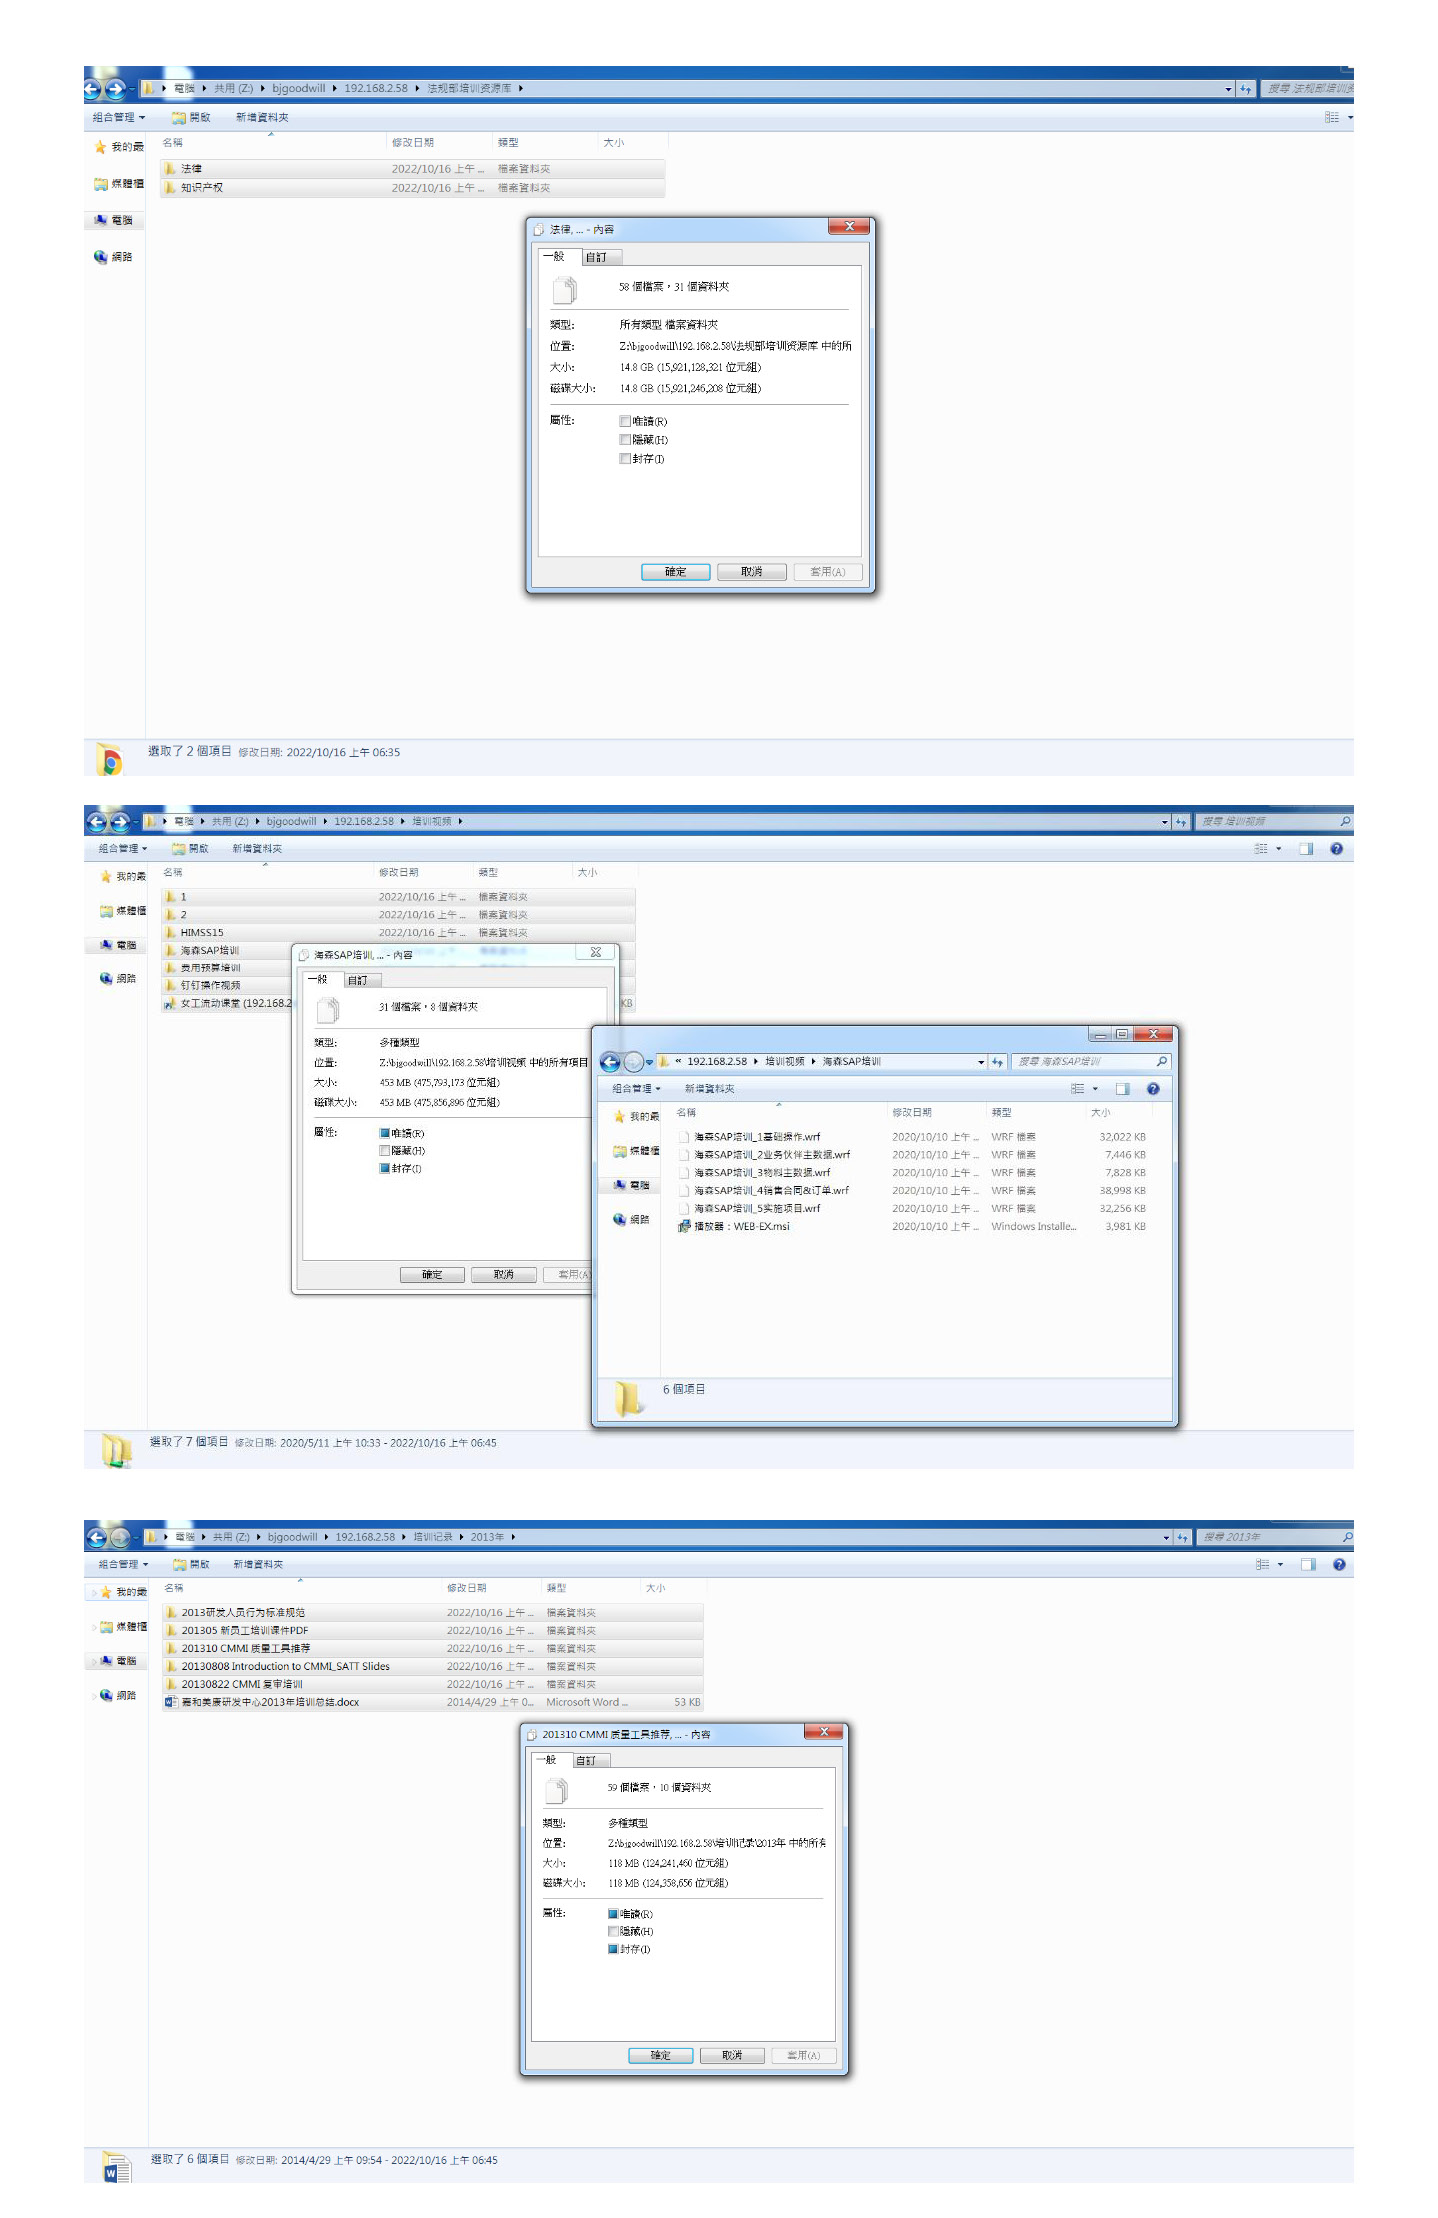 電腦 ▸ 共用 (Z:) ▸ bjgoodwill ▸ 192.168.2.58 ▸ 法规部培训资源库 ▸
搜尋 法规部培训资
組合管理 開啟 新增資料夾
名稱 修改日期 類型 大小
我的最
媒體櫃
電腦
網路
法律 2022/10/16 上午 ... 檔案資料夾
知识产权 2022/10/16 上午 ... 檔案資料夾
法律, ... - 內容
一般 自訂
58 個檔案，31 個資料夾
類型: 所有類型 檔案資料夾
位置: Z:\bjgoodwill\192.168.2.58\法规部培训资源库 中的所
大小: 14.8 GB (15,921,128,321 位元組)
磁碟大小: 14.8 GB (15,921,246,208 位元組)
屬性: 唯讀(R)
隱藏(H)
封存(I)
確定 取消 套用(A)
選取了 2 個項目 修改日期: 2022/10/16 上午 06:35
電腦 ▸ 共用 (Z:) ▸ bjgoodwill ▸ 192.168.2.58 ▸ 培训视频 ▸
搜尋 培训视频
組合管理 開啟 新增資料夾
名稱 修改日期 類型 大小
我的最
媒體櫃
電腦
網路
1 2022/10/16 上午 ... 檔案資料夾
2 2022/10/16 上午 ... 檔案資料夾
HIMSS15 2022/10/16 上午 ... 檔案資料夾
海森SAP培训
费用预算培训
钉钉操作视频
女工流动课堂 (192.168.2 KB
海森SAP培训, ... - 內容
一般 自訂
31 個檔案，8 個資料夾
類型: 多種類型
位置: Z:\bjgoodwill\192.168.2.58\培训视频 中的所有項目
大小: 453 MB (475,793,173 位元組)
磁碟大小: 453 MB (475,856,896 位元組)
屬性: 唯讀(R)
隱藏(H)
封存(I)
確定 取消 套用(A)
« 192.168.2.58 ▸ 培训视频 ▸ 海森SAP培训
搜尋 海森SAP培训
組合管理 新增資料夾
名稱 修改日期 類型 大小
我的最
媒體櫃
電腦
網路
海森SAP培训_1基础操作.wrf 2020/10/10 上午 ... WRF 檔案 32,022 KB
海森SAP培训_2业务伙伴主数据.wrf 2020/10/10 上午 ... WRF 檔案 7,446 KB
海森SAP培训_3物料主数据.wrf 2020/10/10 上午 ... WRF 檔案 7,828 KB
海森SAP培训_4销售合同&订单.wrf 2020/10/10 上午 ... WRF 檔案 38,998 KB
海森SAP培训_5实施项目.wrf 2020/10/10 上午 ... WRF 檔案 32,256 KB
播放器：WEB-EX.msi 2020/10/10 上午 ... Windows Installe... 3,981 KB
6 個項目
選取了 7 個項目 修改日期: 2020/5/11 上午 10:33 - 2022/10/16 上午 06:45
電腦 ▸ 共用 (Z:) ▸ bjgoodwill ▸ 192.168.2.58 ▸ 培训记录 ▸ 2013年 ▸
搜尋 2013年
組合管理 開啟 新增資料夾
名稱 修改日期 類型 大小
我的最
媒體櫃
電腦
網路
2013研发人员行为标准规范 2022/10/16 上午 ... 檔案資料夾
201305 新员工培训课件PDF 2022/10/16 上午 ... 檔案資料夾
201310 CMMI 质量工具推荐 2022/10/16 上午 ... 檔案資料夾
20130808 Introduction to CMMI_SATT Slides 2022/10/16 上午 ... 檔案資料夾
20130822 CMMI 复审培训 2022/10/16 上午 ... 檔案資料夾
嘉和美康研发中心2013年培训总结.docx 2014/4/29 上午 0... Microsoft Word ... 53 KB
201310 CMMI 质量工具推荐, ... - 內容
一般 自訂
59 個檔案，10 個資料夾
類型: 多種類型
位置: Z:\bjgoodwill\192.168.2.58\培训记录\2013年 中的所有
大小: 118 MB (124,241,460 位元組)
磁碟大小: 118 MB (124,358,656 位元組)
屬性: 唯讀(R)
隱藏(H)
封存(I)
確定 取消 套用(A)
選取了 6 個項目 修改日期: 2014/4/29 上午 09:54 - 2022/10/16 上午 06:45